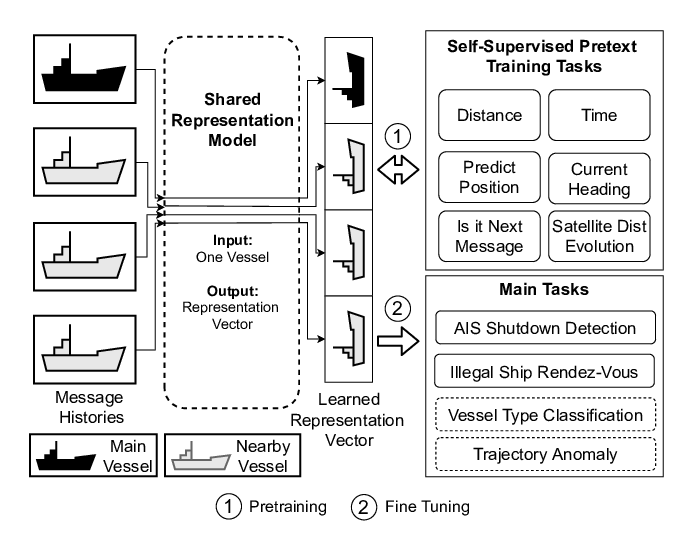 Shared
Representation
Model
Input:
One Vessel
Output:
Representation
Vector
Message
Histories
Learned
Representation
Vector
Main
Vessel
Nearby
Vessel
1
2
Self-Supervised Pretext
Training Tasks
Distance
Time
Predict
Position
Current
Heading
Is it Next
Message
Satellite Dist
Evolution
Main Tasks
AIS Shutdown Detection
Illegal Ship Rendez-Vous
Vessel Type Classification
Trajectory Anomaly
1 Pretraining
2 Fine Tuning